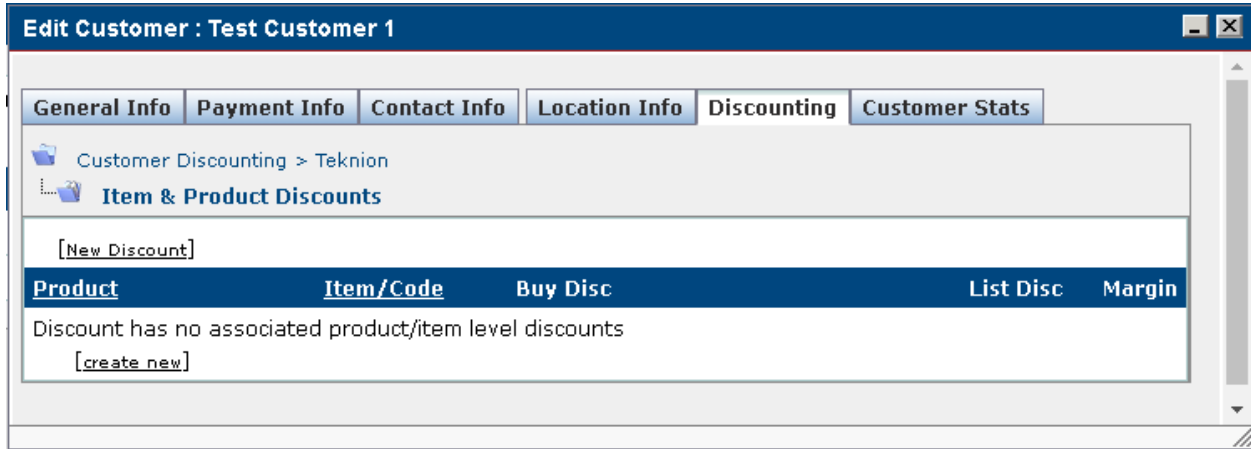 Edit Customer : Test Customer 1
General Info Payment Info Contact Info Location Info Discounting Customer Stats
Customer Discounting > Teknion
Item & Product Discounts
[New Discount]
Product Item/Code Buy Disc List Disc Margin
Discount has no associated product/item level discounts
[create new]